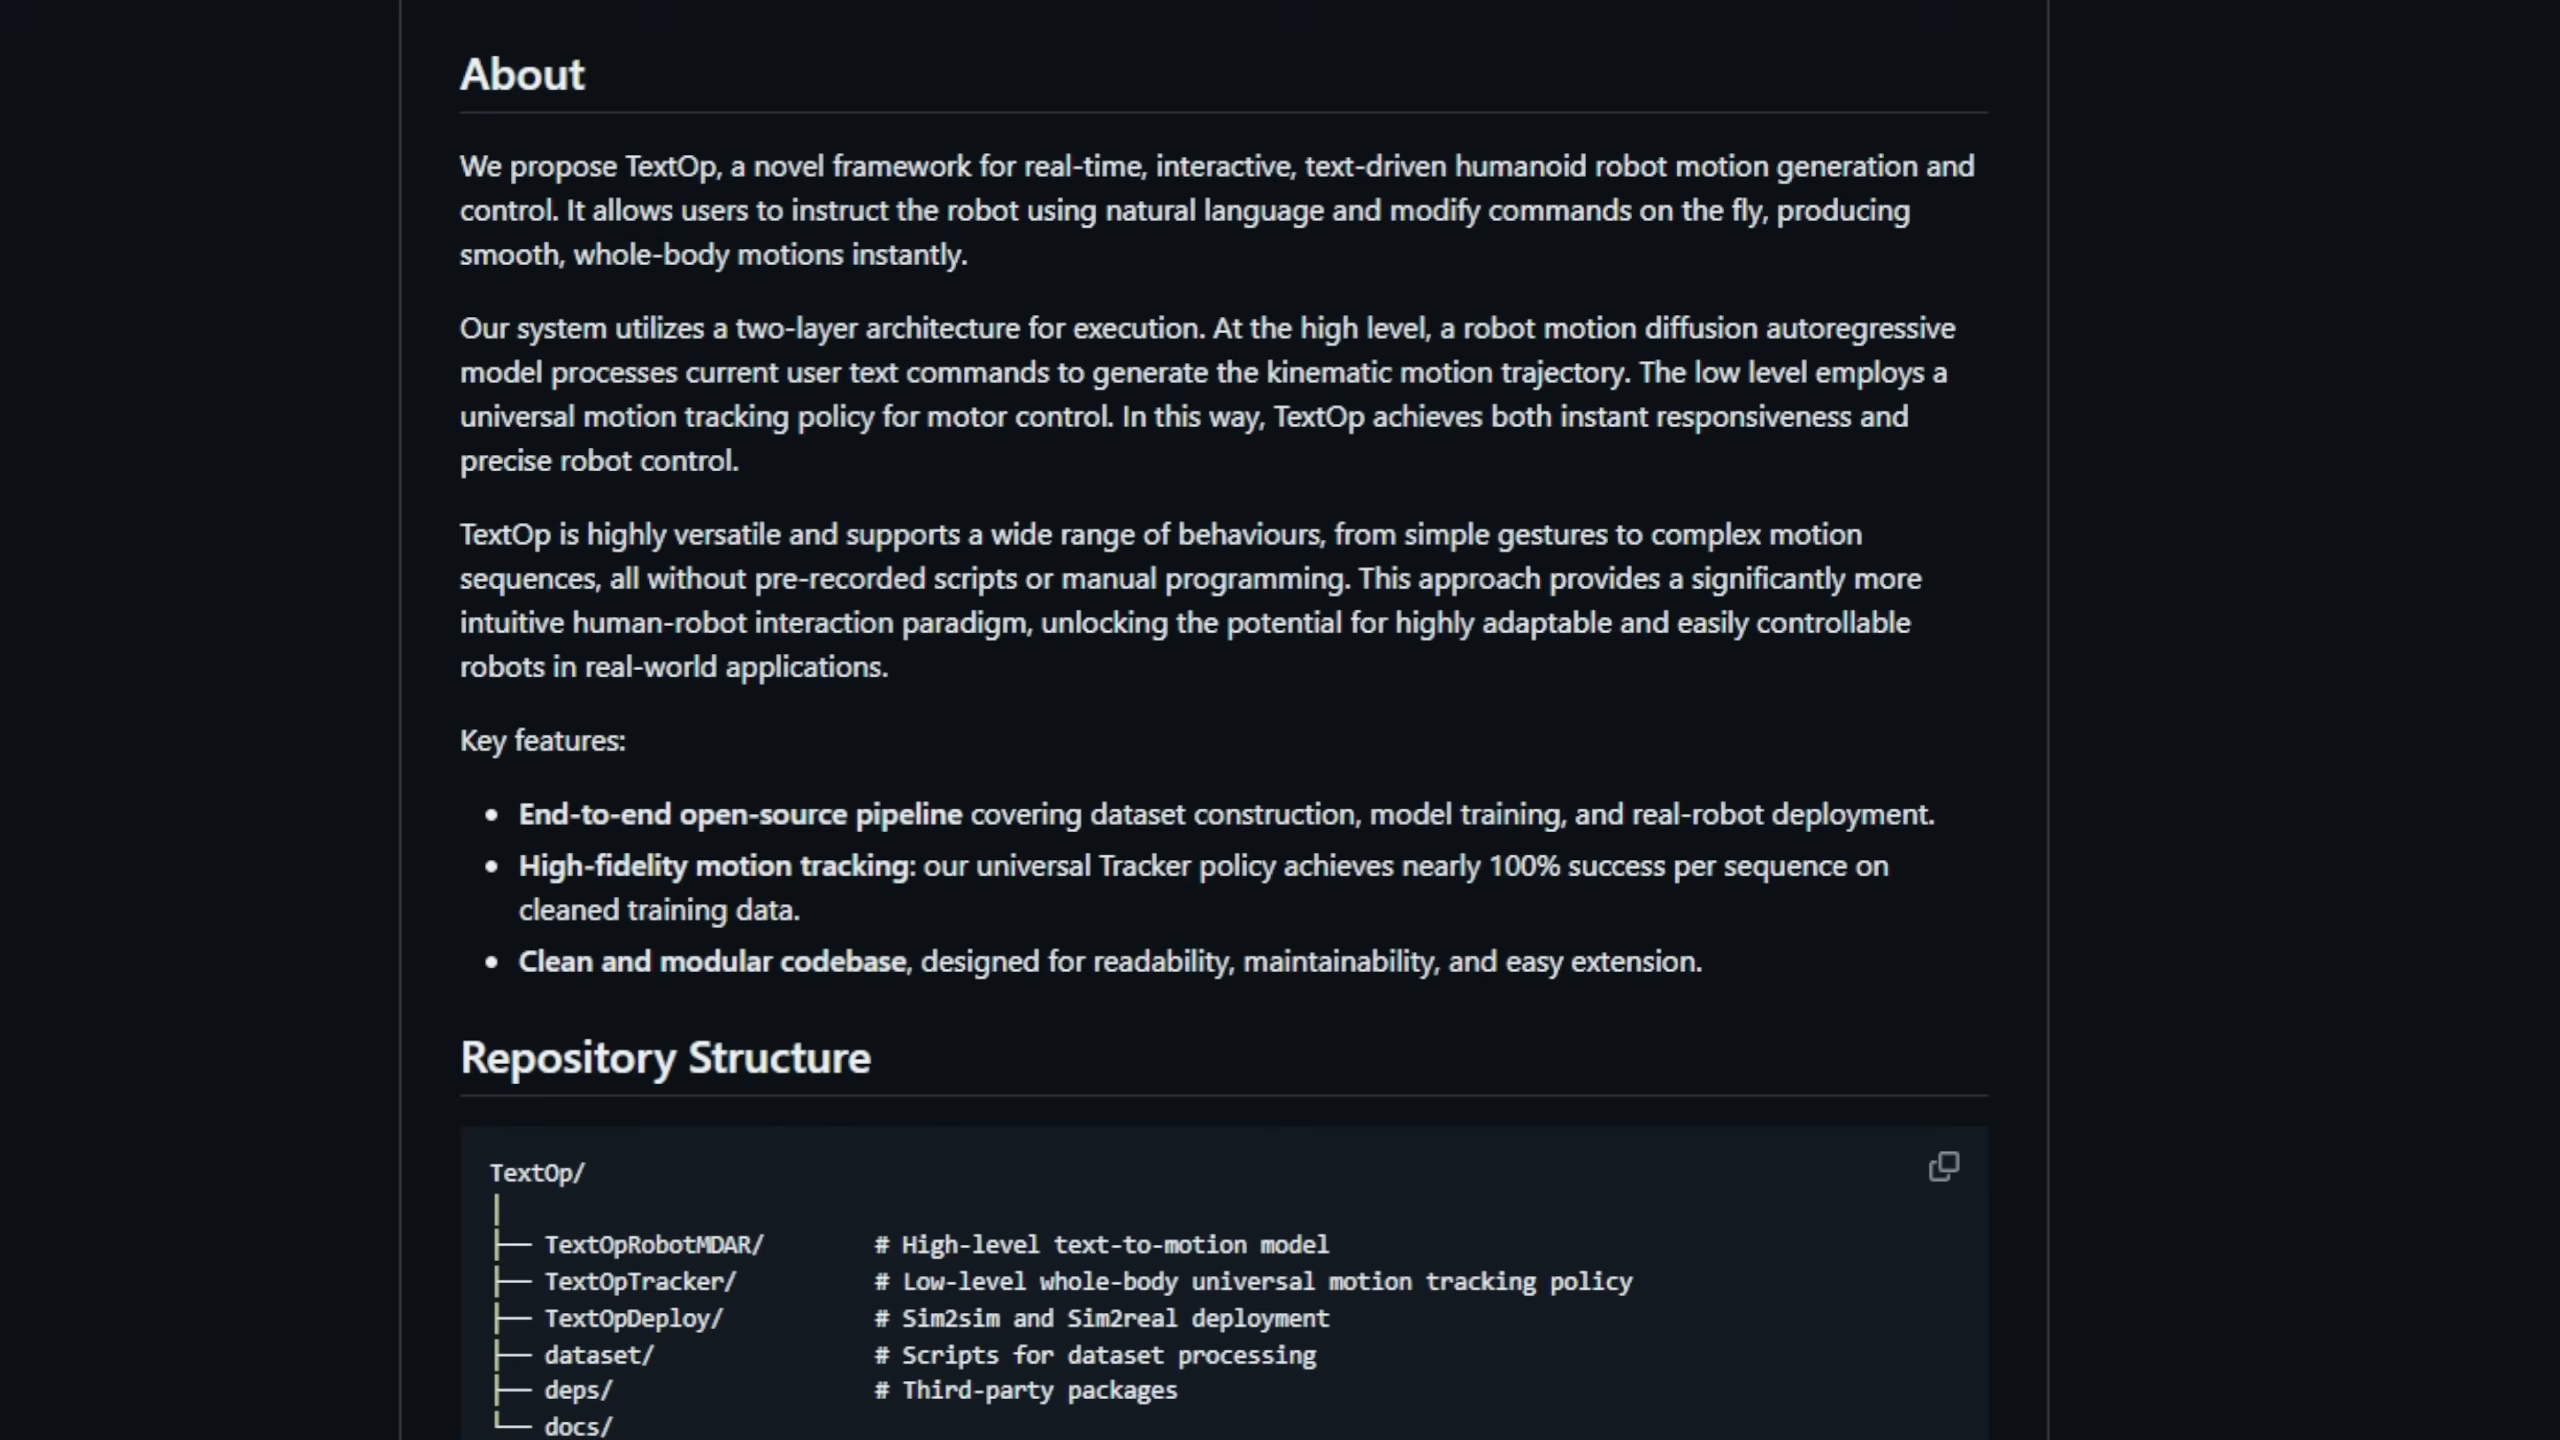 About
We propose TextOp, a novel framework for real-time, interactive, text-driven humanoid robot motion generation and
control. It allows users to instruct the robot using natural language and modify commands on the fly, producing
smooth, whole-body motions instantly.
Our system utilizes a two-layer architecture for execution. At the high level, a robot motion diffusion autoregressive
model processes current user text commands to generate the kinematic motion trajectory. The low level employs a
universal motion tracking policy for motor control. In this way, TextOp achieves both instant responsiveness and
precise robot control.
TextOp is highly versatile and supports a wide range of behaviours, from simple gestures to complex motion
sequences, all without pre-recorded scripts or manual programming. This approach provides a significantly more
intuitive human-robot interaction paradigm, unlocking the potential for highly adaptable and easily controllable
robots in real-world applications.
Key features:
• End-to-end open-source pipeline covering dataset construction, model training, and real-robot deployment.
• High-fidelity motion tracking: our universal Tracker policy achieves nearly 100% success per sequence on
cleaned training data.
• Clean and modular codebase, designed for readability, maintainability, and easy extension.
Repository Structure
TextOp/
│
├── TextOpRobotMDAR/ # High-level text-to-motion model
├── TextOpTracker/ # Low-level whole-body universal motion tracking policy
├── TextOpDeploy/ # Sim2sim and Sim2real deployment
├── dataset/ # Scripts for dataset processing
├── deps/ # Third-party packages
└── docs/